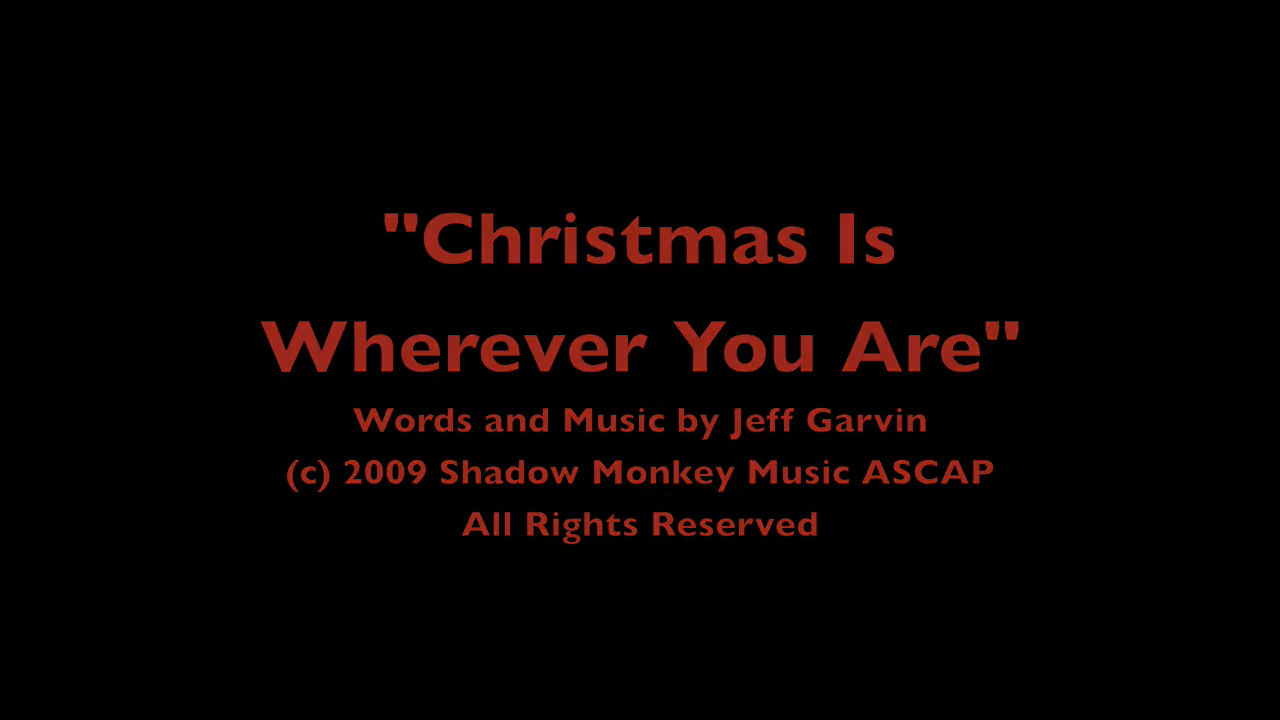 "Christmas Is
Wherever You Are"
Words and Music by Jeff Garvin
(c) 2009 Shadow Monkey Music ASCAP
All Rights Reserved